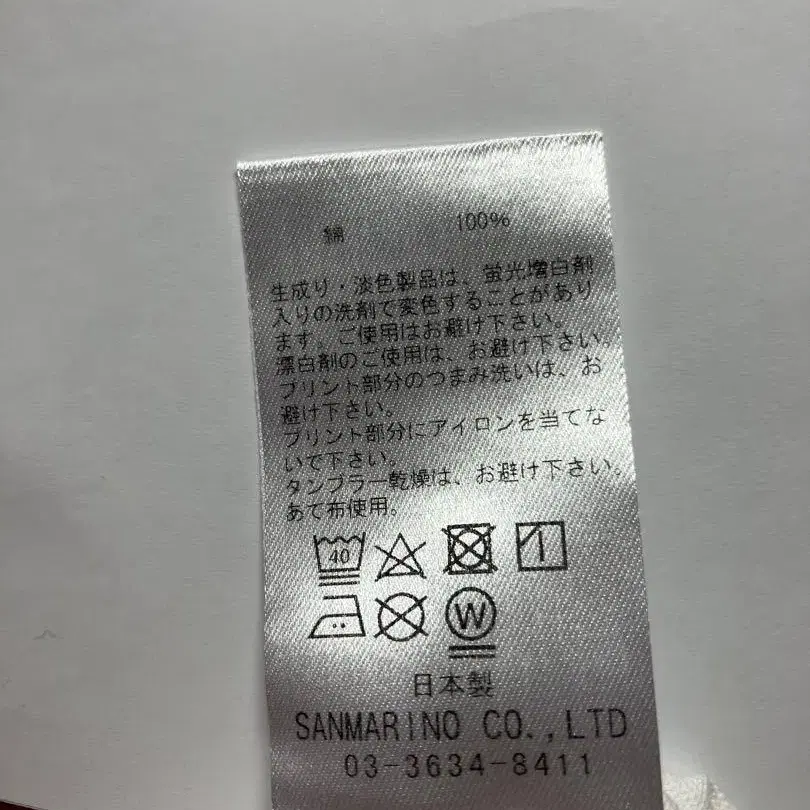 綿 100%
生成り・淡色製品は、蛍光増白剤
入りの洗剤で変色することがあり
ます。ご使用はお避け下さい。
漂白剤のご使用は、お避け下さい。
プリント部分のつまみ洗いは、お
避け下さい。
プリント部分にアイロンを当てな
いで下さい。
タンブラー乾燥は、お避け下さい。
あて布使用。
40
W
日本製
SANMARINO CO.,LTD
03-3634-8411